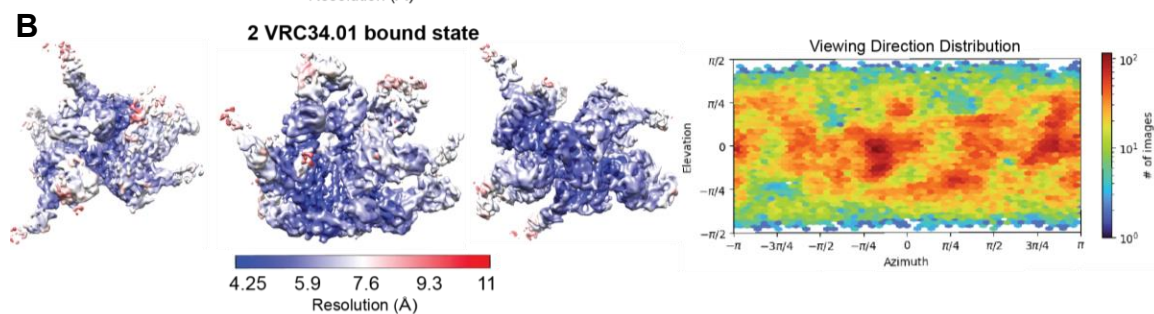 Resolution (Å)
B
2 VRC34.01 bound state
4.25 5.9 7.6 9.3 11
Resolution (Å)
Viewing Direction Distribution
π/2
π/4
0
−π/4
−π/2
Elevation
−π −3π/4 −π/2 −π/4 0 π/4 π/2 3π/4 π
Azimuth
10²
10¹
10⁰
# of images